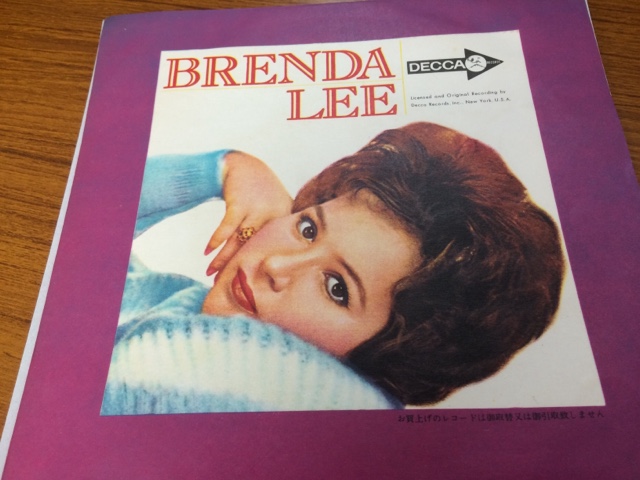 BRENDA
LEE
DECCA
Licensed and Original Recording by
Decca Records, Inc., New York, U.S.A.
お買上げのレコードは御取替又は御引取致しません